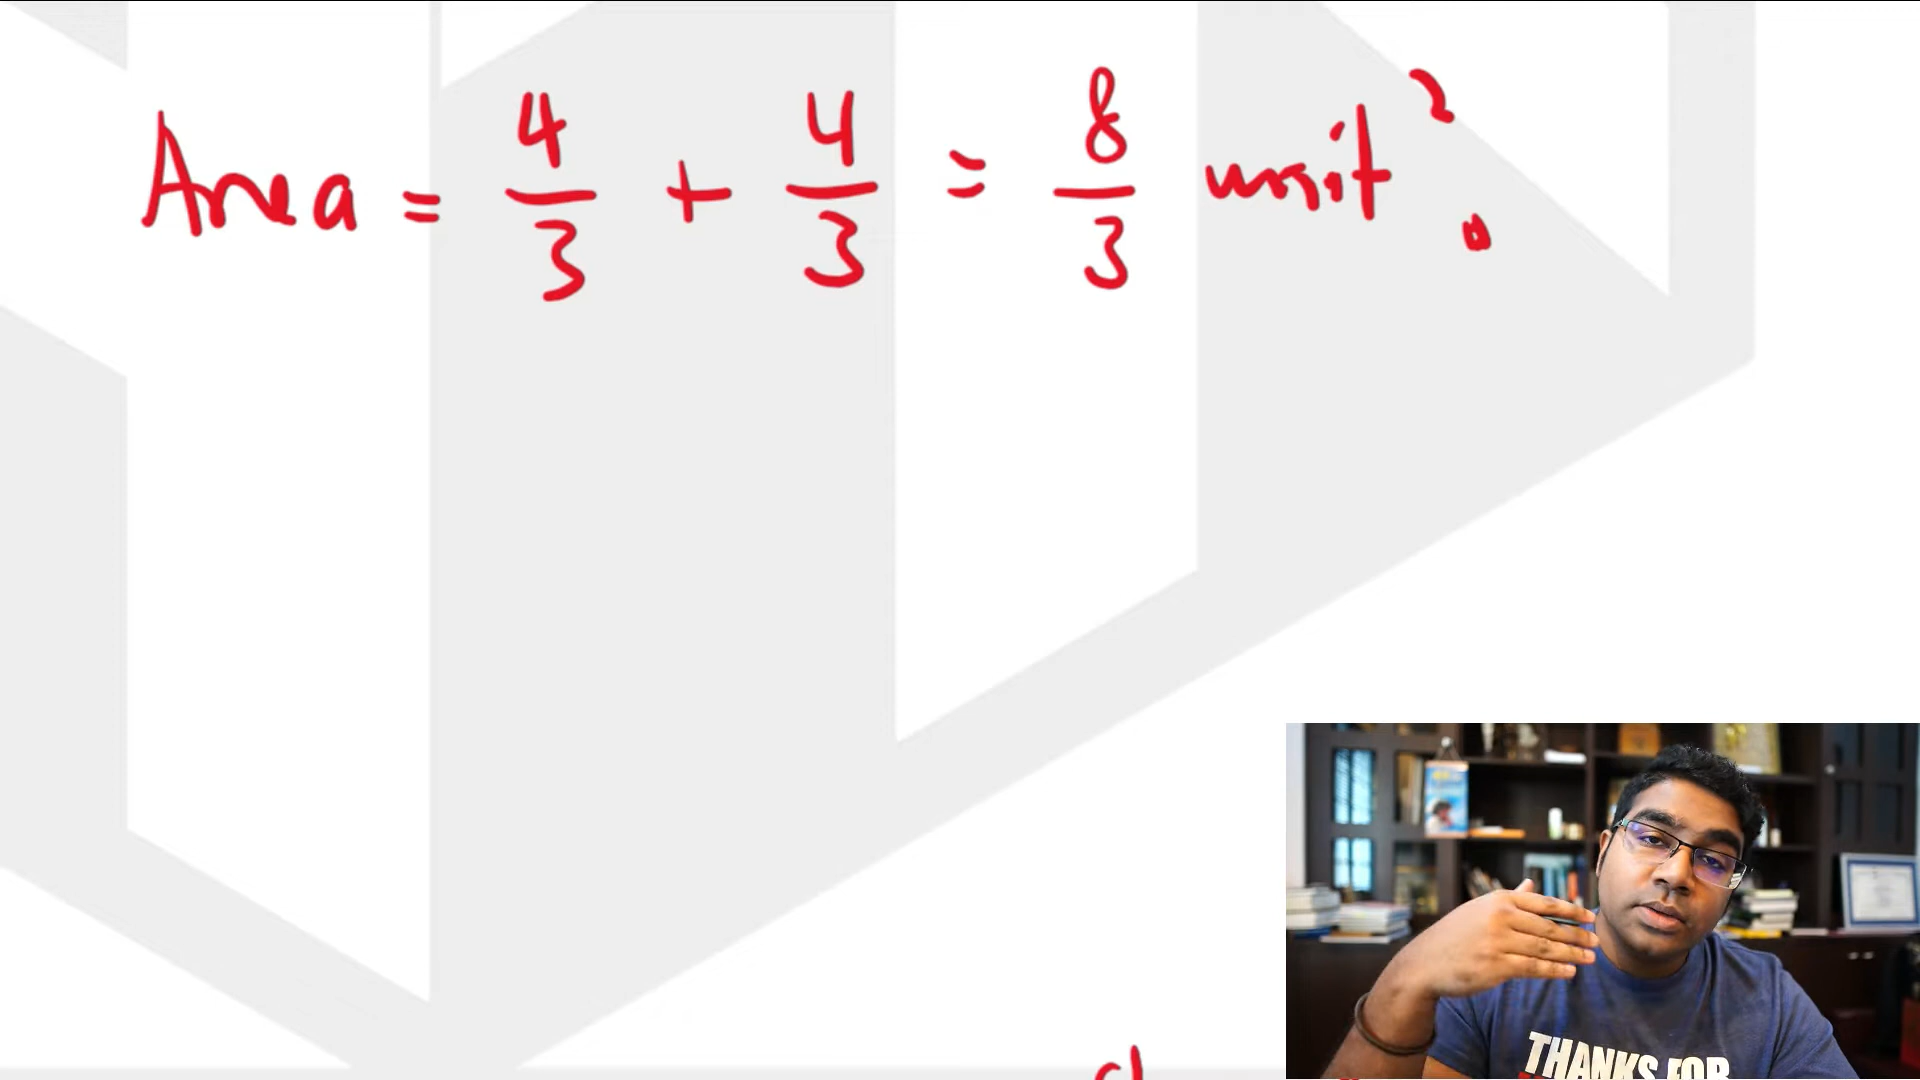 Area = 4/3 + 4/3 = 8/3 unit².
THANKS FOR